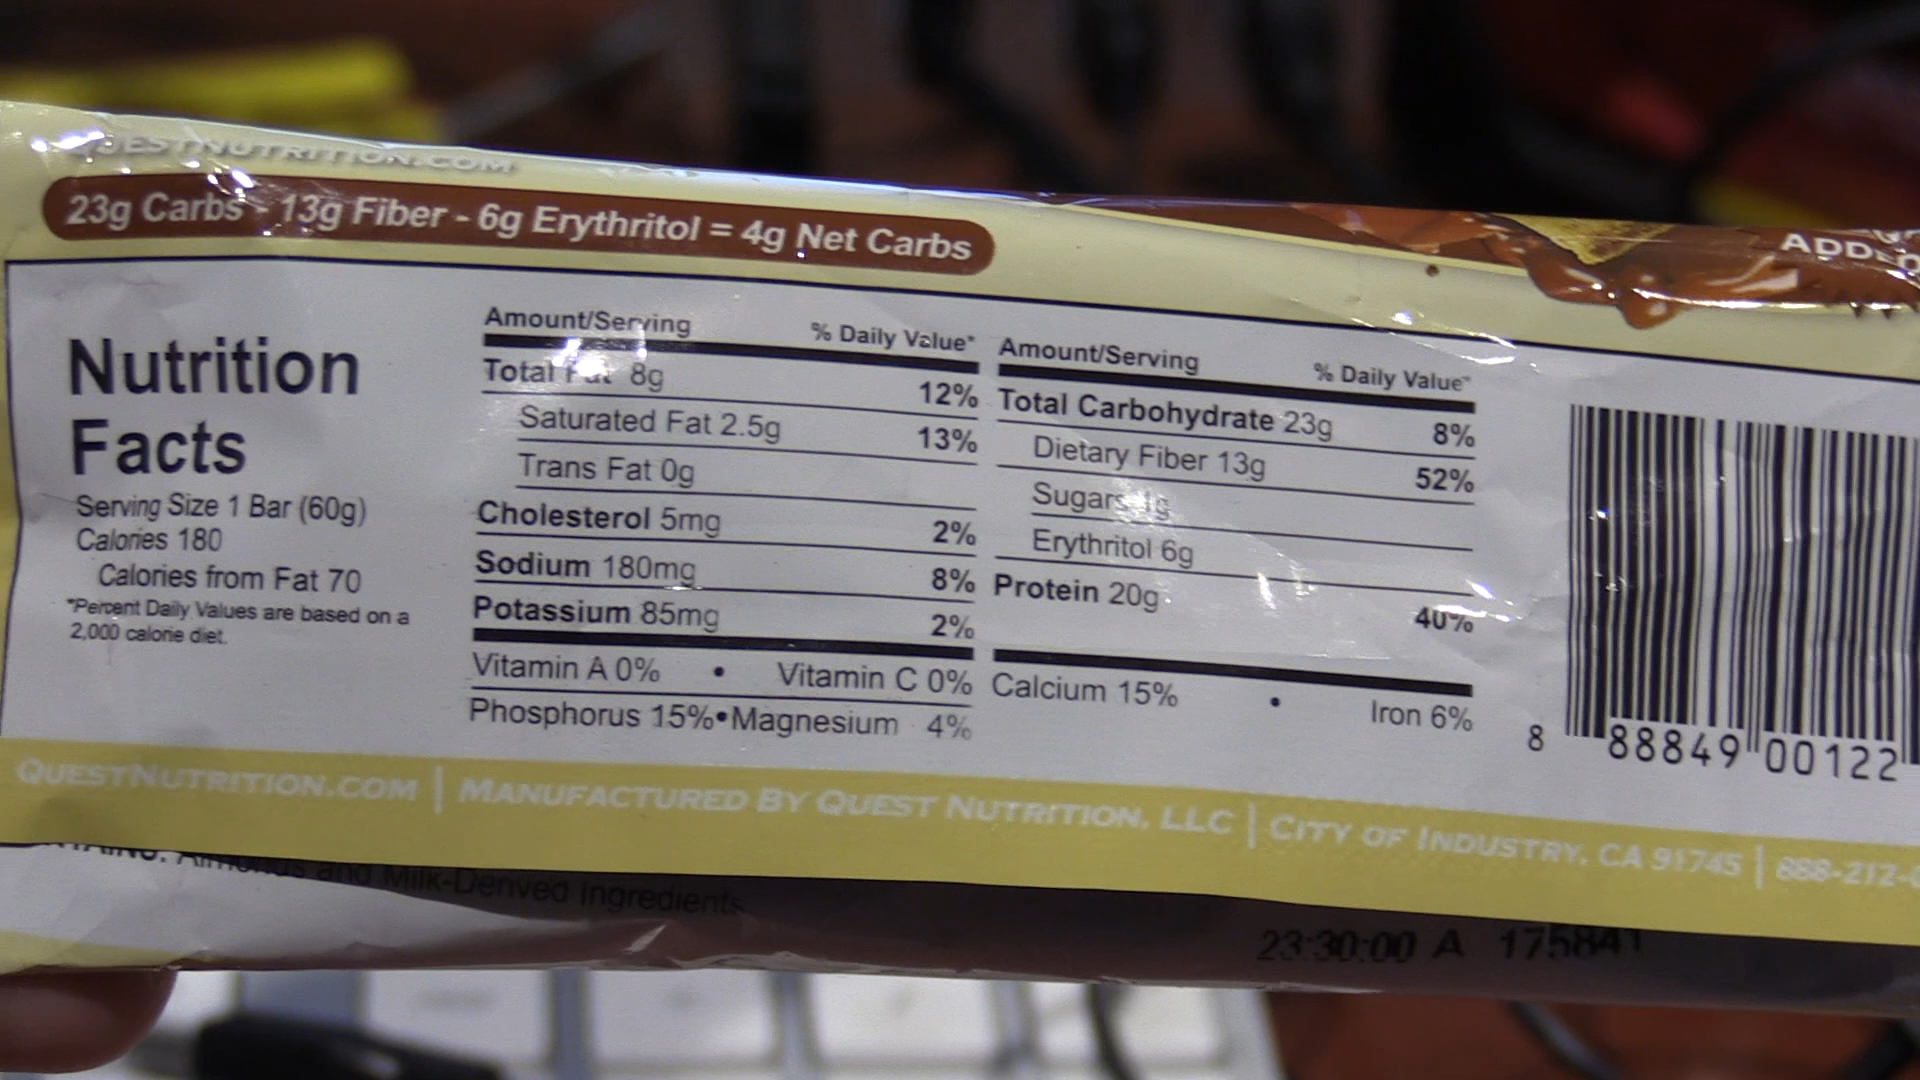 QUESTNUTRITION.COM
23g Carbs - 13g Fiber - 6g Erythritol = 4g Net Carbs
Nutrition
Facts
Serving Size 1 Bar (60g)
Calories 180
Calories from Fat 70
*Percent Daily Values are based on a
2,000 calorie diet.
Amount/Serving % Daily Value*
Total Fat 8g 12%
Saturated Fat 2.5g 13%
Trans Fat 0g
Cholesterol 5mg 2%
Sodium 180mg 8%
Potassium 85mg 2%
Vitamin A 0% • Vitamin C 0%
Phosphorus 15%•Magnesium 4%
Amount/Serving % Daily Value*
Total Carbohydrate 23g 8%
Dietary Fiber 13g 52%
Sugars 1g
Erythritol 6g
Protein 20g 40%
Calcium 15% • Iron 6%
8 88849 00122
QUESTNUTRITION.COM | MANUFACTURED BY QUEST NUTRITION, LLC | CITY OF INDUSTRY, CA 91745 | 888-212-
Almonds and Milk-Derived Ingredients
23:30:00 A 175841